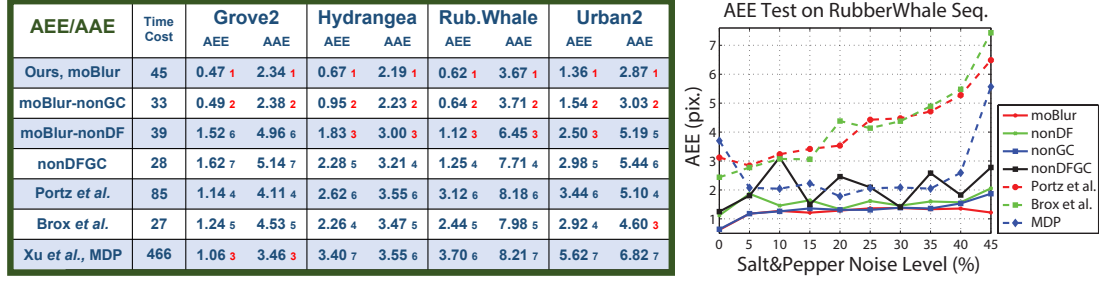 AEE/AAE Time Cost Grove2 Hydrangea Rub.Whale Urban2
AEE AAE AEE AAE AEE AAE AEE AAE
Ours, moBlur 45 0.47 1 2.34 1 0.67 1 2.19 1 0.62 1 3.67 1 1.36 1 2.87 1
moBlur-nonGC 33 0.49 2 2.38 2 0.95 2 2.23 2 0.64 2 3.71 2 1.54 2 3.03 2
moBlur-nonDF 39 1.52 6 4.96 6 1.83 3 3.00 3 1.12 3 6.45 3 2.50 3 5.19 5
nonDFGC 28 1.62 7 5.14 7 2.28 5 3.21 4 1.25 4 7.71 4 2.98 5 5.44 6
Portz et al. 85 1.14 4 4.11 4 2.62 6 3.55 6 3.12 6 8.18 6 3.44 6 5.10 4
Brox et al. 27 1.24 5 4.53 5 2.26 4 3.47 5 2.44 5 7.98 5 2.92 4 4.60 3
Xu et al., MDP 466 1.06 3 3.46 3 3.40 7 3.55 6 3.70 6 8.21 7 5.62 7 6.82 7
AEE Test on RubberWhale Seq.
AEE (pix.)
7
6
5
4
3
2
1
0 5 10 15 20 25 30 35 40 45
Salt&Pepper Noise Level (%)
moBlur
nonDF
nonGC
nonDFGC
Portz et al.
Brox et al.
MDP